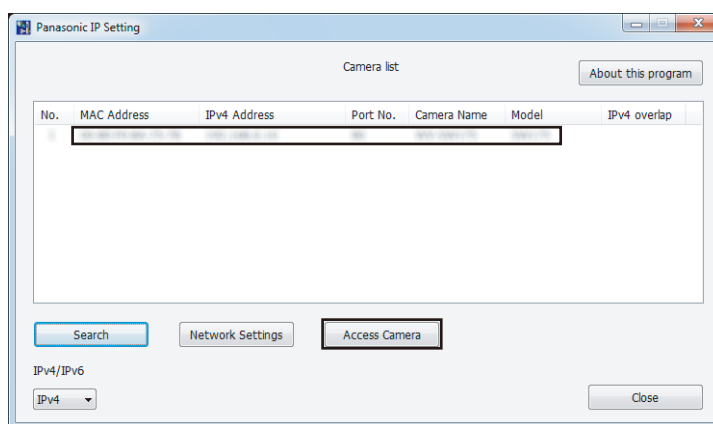 Panasonic IP Setting
Camera list
About this program
No. MAC Address IPv4 Address Port No. Camera Name Model IPv4 overlap
Search Network Settings Access Camera
IPv4/IPv6
IPv4 Close